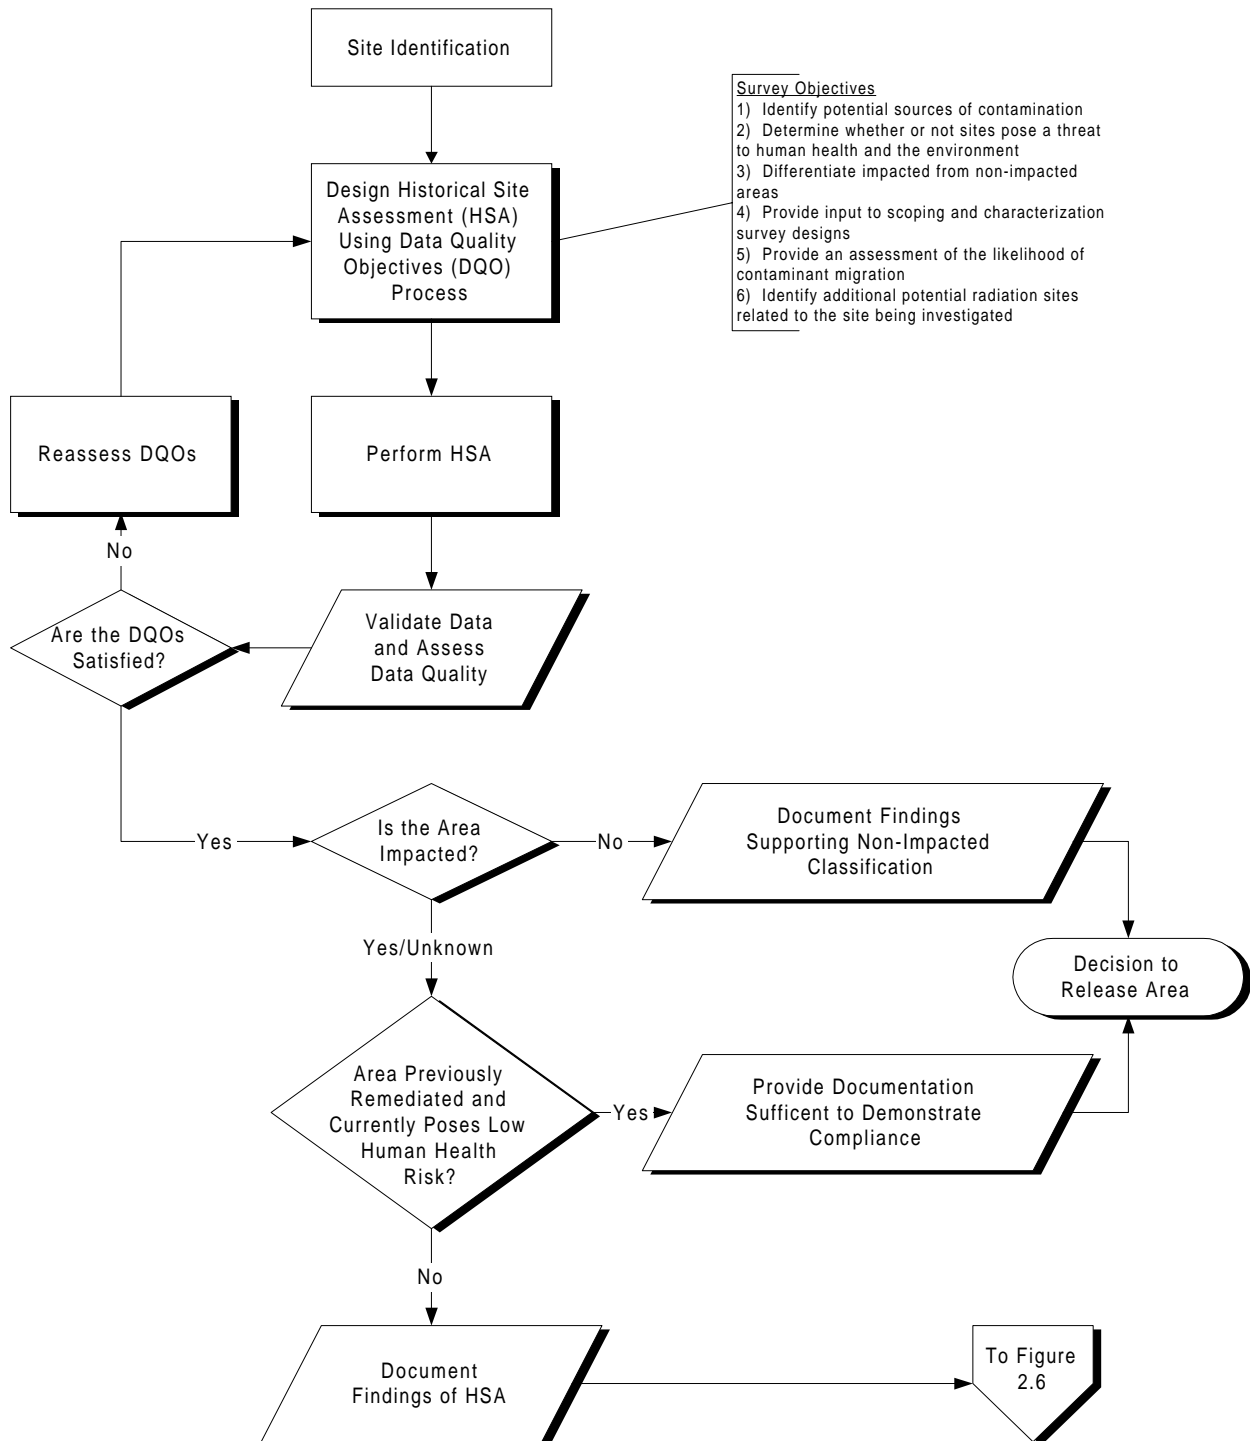 Site Identification
Survey Objectives
1) Identify potential sources of contamination
2) Determine whether or not sites pose a threat
to human health and the environment
3) Differentiate impacted from non-impacted
areas
4) Provide input to scoping and characterization
survey designs
5) Provide an assessment of the likelihood of
contaminant migration
6) Identify additional potential radiation sites
related to the site being investigated
Design Historical Site
Assessment (HSA)
Using Data Quality
Objectives (DQO)
Process
Reassess DQOs
Perform HSA
No
Are the DQOs
Satisfied?
Validate Data
and Assess
Data Quality
Yes
Is the Area
Impacted?
No
Document Findings
Supporting Non-Impacted
Classification
Yes/Unknown
Decision to
Release Area
Area Previously
Remediated and
Currently Poses Low
Human Health
Risk?
Yes
Provide Documentation
Sufficent to Demonstrate
Compliance
No
Document
Findings of HSA
To Figure
2.6